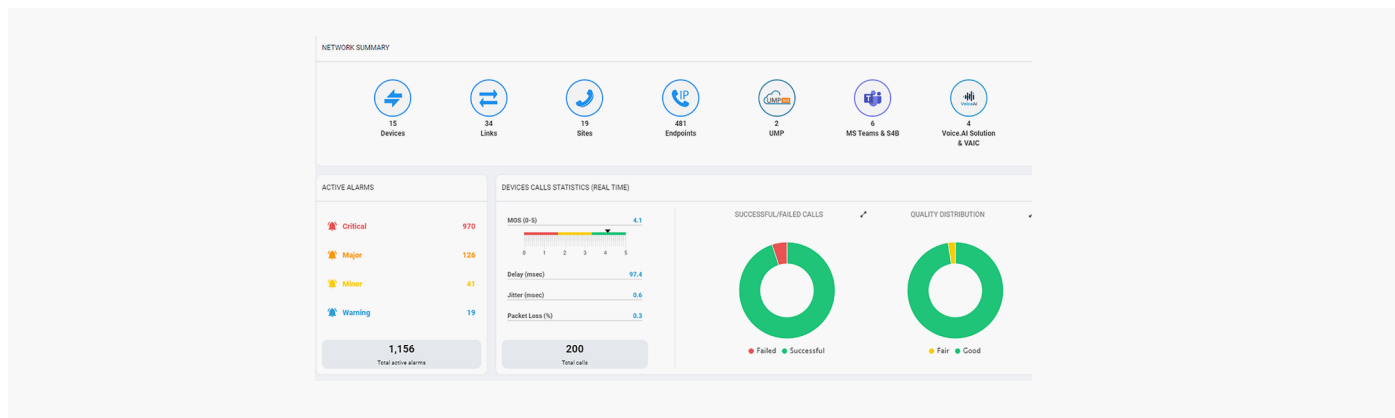 NETWORK SUMMARY
IP
UMP 365
VoiceAI
15
Devices
34
Links
19
Sites
481
Endpoints
2
UMP
6
MS Teams & S4B
4
Voice.AI Solution
& VAIC
ACTIVE ALARMS
Critical 970
Major 126
Minor 41
Warning 19
1,156
Total active alarms
DEVICES CALLS STATISTICS (REAL TIME)
MOS (0-5) 4.1
0 1 2 3 4 5
Delay (msec) 97.4
Jitter (msec) 0.6
Packet Loss (%) 0.3
200
Total calls
SUCCESSFUL/FAILED CALLS
Failed Successful
QUALITY DISTRIBUTION
Fair Good